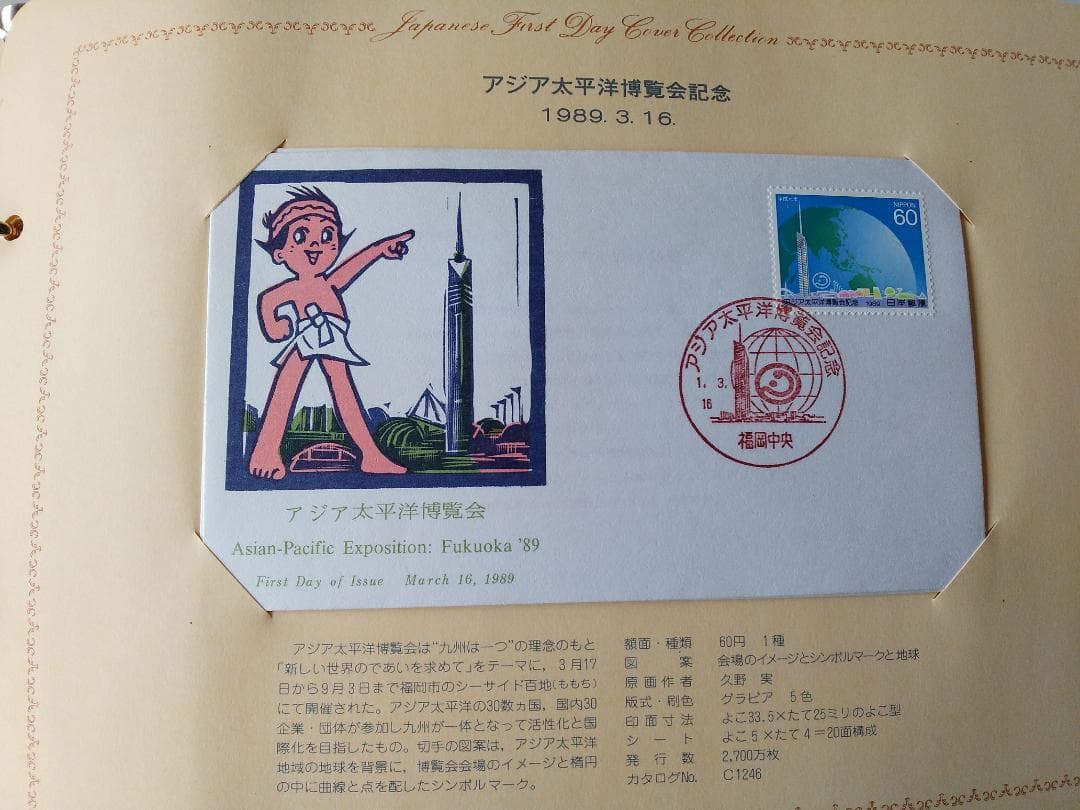 Japanese First Day Cover Collection
アジア太平洋博覧会記念
1989. 3. 16.
平成元年
NIPPON
60
アジア太平洋博覧会記念 1989 日本郵便
アジア太平洋博覧会記念
1. 3.
16
福岡中央
アジア太平洋博覧会
Asian-Pacific Exposition: Fukuoka '89
First Day of Issue March 16, 1989
アジア太平洋博覧会は“九州は一つ”の理念のもと
「新しい世界のであいを求めて」をテーマに，3月17
日から9月3日まで福岡市のシーサイド百地(ももち)
にて開催された。アジア太平洋の30数ヵ国，国内30
企業・団体が参加し九州が一体となって活性化と国
際化を目指したもの。切手の図案は，アジア太平洋
地域の地球を背景に，博覧会会場のイメージと楕円
の中に曲線と点を配したシンボルマーク。
額面・種類 60円 1種
図案 会場のイメージとシンボルマークと地球
原画作者 久野 実
版式・刷色 グラビア 5色
印面寸法 よこ33.5×たて25ミリのよこ型
シート よこ5×たて4＝20面構成
発行数 2,700万枚
カタログNo. C1246